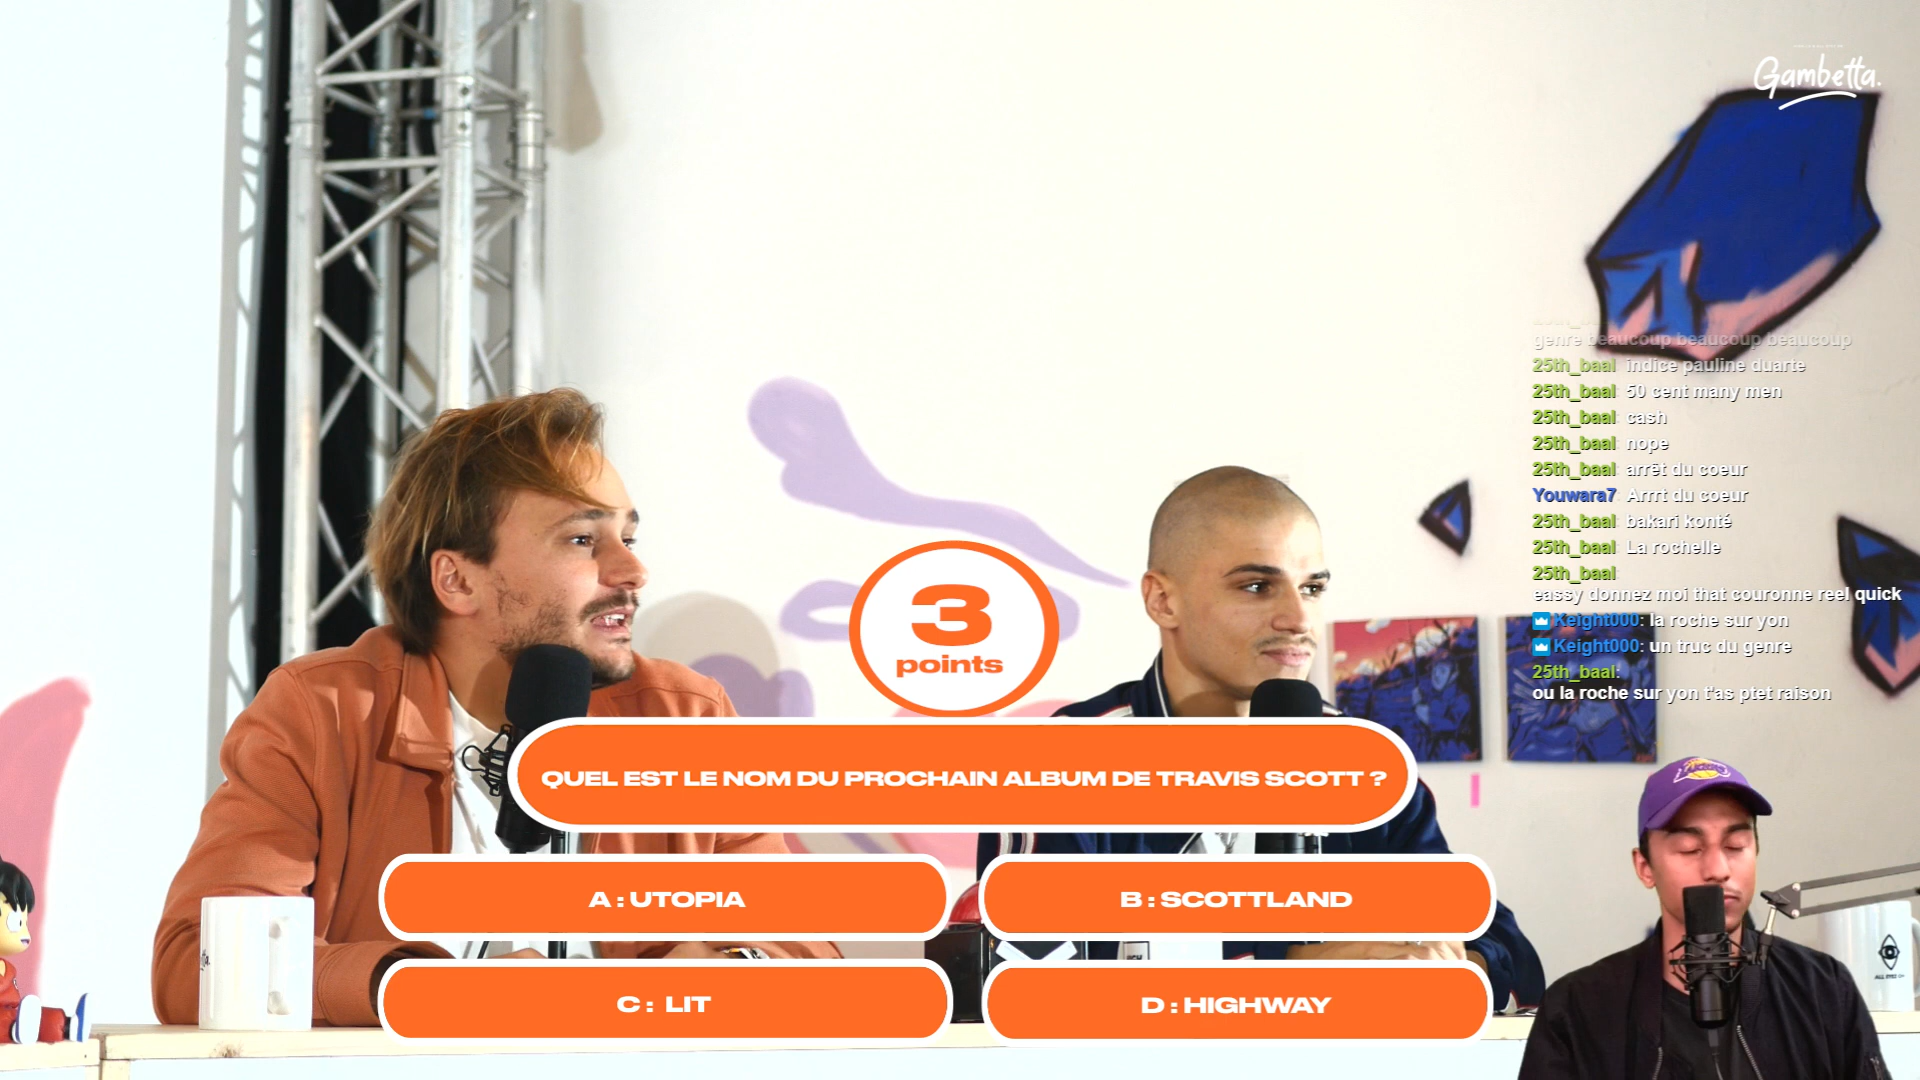 Gambetta.
genre beaucoup beaucoup beaucoup
25th_baal indice pauline duarte
25th_baal 50 cent many men
25th_baal cash
25th_baal nope
25th_baal arrêt du coeur
Youwara7 Arrrt du coeur
25th_baal bakari konté
25th_baal La rochelle
25th_baal
eassy donnez moi that couronne reel quick
Keight000: la roche sur yon
Keight000: un truc du genre
25th_baal:
ou la roche sur yon t'as ptet raison
3
points
QUEL EST LE NOM DU PROCHAIN ALBUM DE TRAVIS SCOTT ?
A : UTOPIA
B : SCOTTLAND
C : LIT
D : HIGHWAY